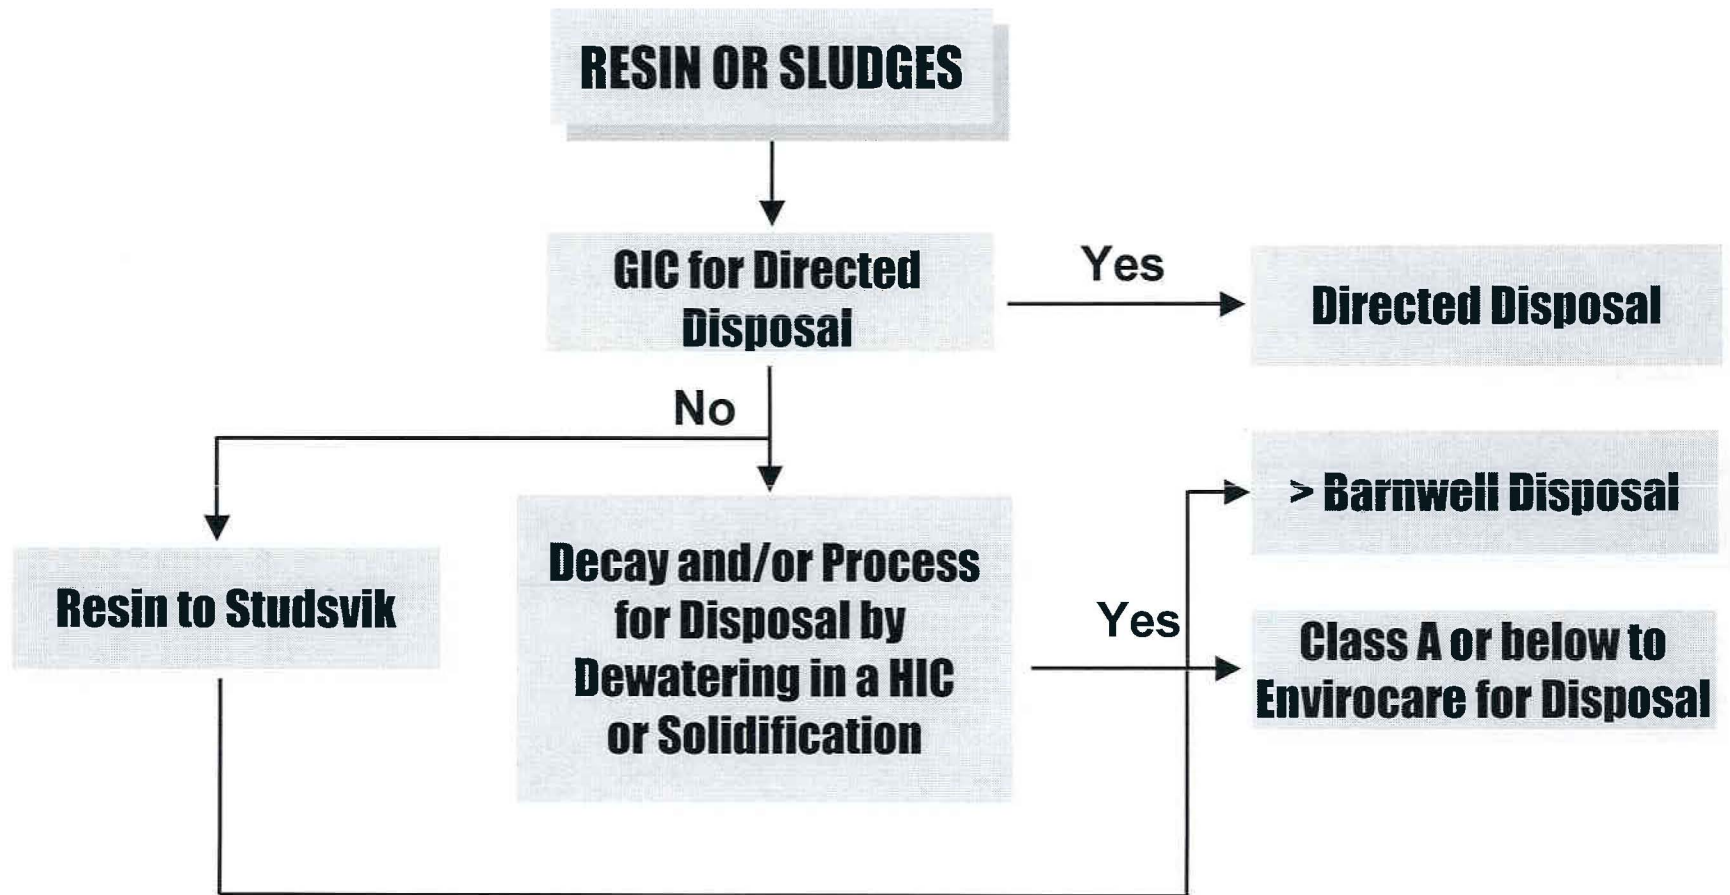 RESIN OR SLUDGES
GIC for Directed
Disposal
Yes
Directed Disposal
No
> Barnwell Disposal
Resin to Studsvik
Decay and/or Process
for Disposal by
Dewatering in a HIC
or Solidification
Yes
Class A or below to
Envirocare for Disposal